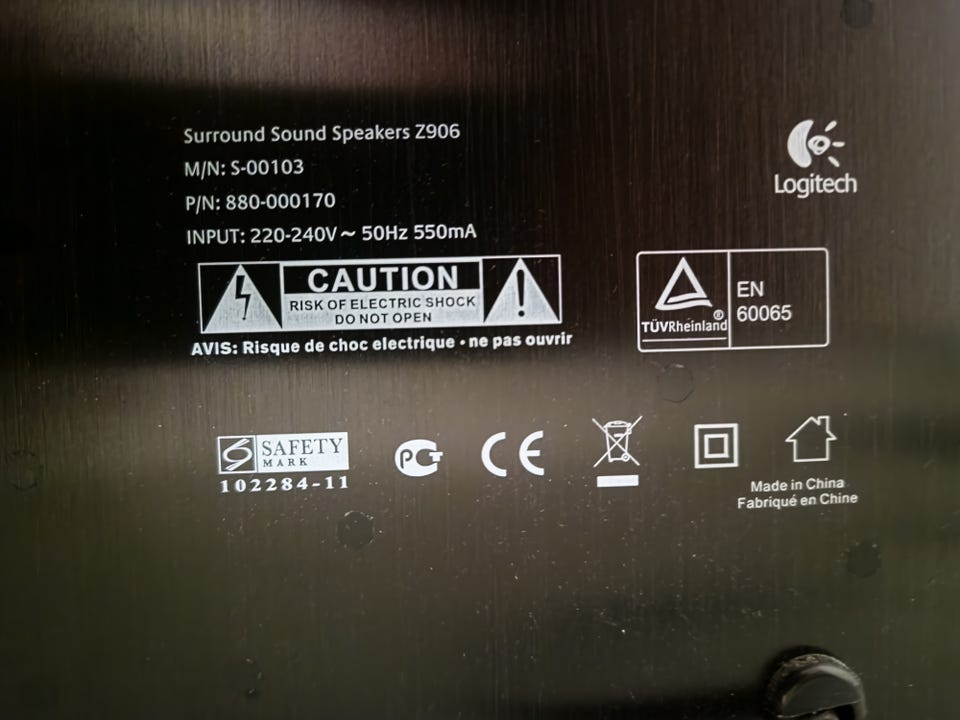 Surround Sound Speakers Z906
M/N: S-00103
P/N: 880-000170
INPUT: 220-240V ~ 50Hz 550mA
Logitech
CAUTION
RISK OF ELECTRIC SHOCK
DO NOT OPEN
AVIS: Risque de choc electrique · ne pas ouvrir
TÜVRheinland®
EN
60065
S SAFETY
MARK
102284-11
PCT
CE
Made in China
Fabriqué en Chine